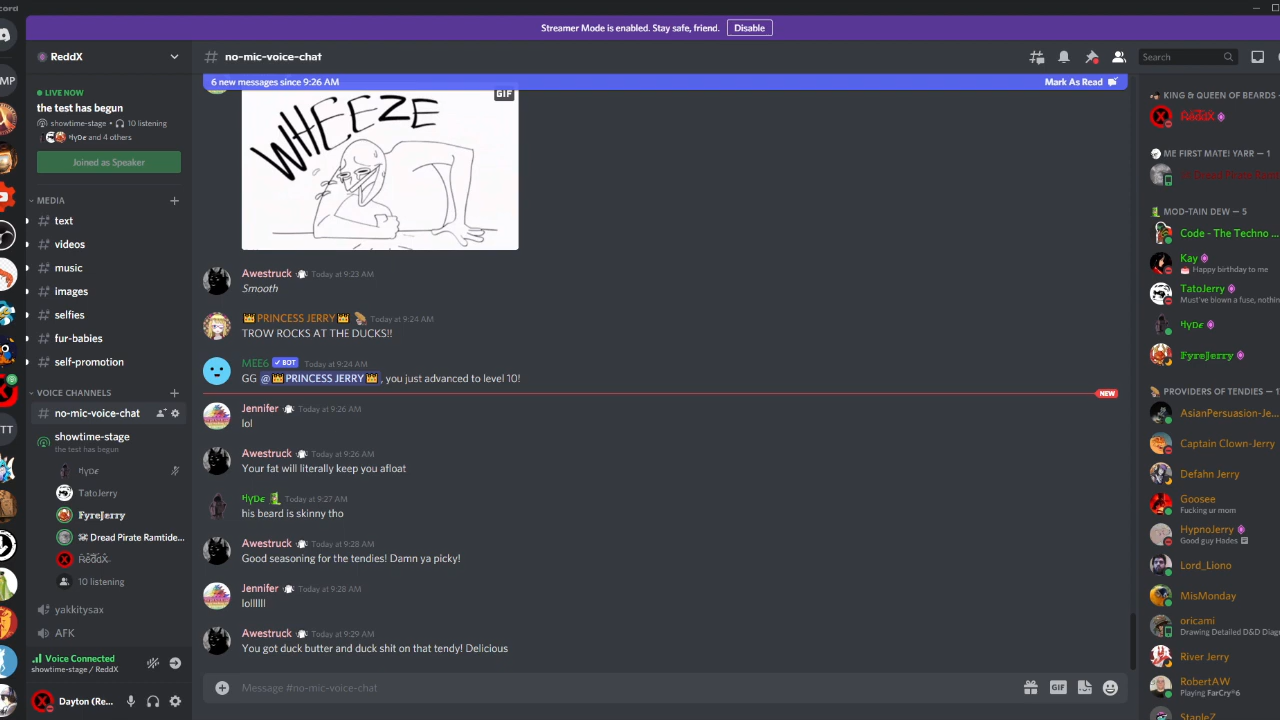 Streamer Mode is enabled. Stay safe, friend. Disable
ReddX
# no-mic-voice-chat
Search
6 new messages since 9:26 AM Mark As Read
LIVE NOW
the test has begun
showtime-stage • 10 listening
HyDe and 4 others
Joined as Speaker
MEDIA
text
videos
music
images
selfies
fur-babies
self-promotion
VOICE CHANNELS
no-mic-voice-chat
showtime-stage
the test has begun
HyDe
TatoJerry
FyreJerry
Dread Pirate Ramtide...
ReddX
10 listening
yakkitysax
AFK
Voice Connected
showtime-stage / ReddX
Dayton (Re...
MP
TT
WHEEZE
GIF
Awestruck Today at 9:23 AM
Smooth
PRINCESS JERRY Today at 9:24 AM
TROW ROCKS AT THE DUCKS!!
MEE6 ✓ BOT Today at 9:24 AM
GG @PRINCESS JERRY, you just advanced to level 10!
NEW
Jennifer Today at 9:26 AM
lol
Awestruck Today at 9:26 AM
Your fat will literally keep you afloat
HyDe Today at 9:27 AM
his beard is skinny tho
Awestruck Today at 9:28 AM
Good seasoning for the tendies! Damn ya picky!
Jennifer Today at 9:28 AM
lollllll
Awestruck Today at 9:29 AM
You got duck butter and duck shit on that tendy! Delicious
Message #no-mic-voice-chat
GIF
KING & QUEEN OF BEARDS –
ReddX
ME FIRST MATE! YARR — 1
MOD-TAIN DEW — 5
Code - The Techno ...
Kay
Happy birthday to me
TatoJerry
Must've blown a fuse, nothin
HyDe
FyreJerry
PROVIDERS OF TENDIES — 1
AsianPersuasion-Je...
Captain Clown-Jerry
Defahn Jerry
Goosee
Fucking ur mom
HypnoJerry
Good guy Hades
Lord_Liono
MisMonday
oricami
Drawing Detailed D&D Diag
River Jerry
RobertAW
Playing FarCry®6
StapleZ